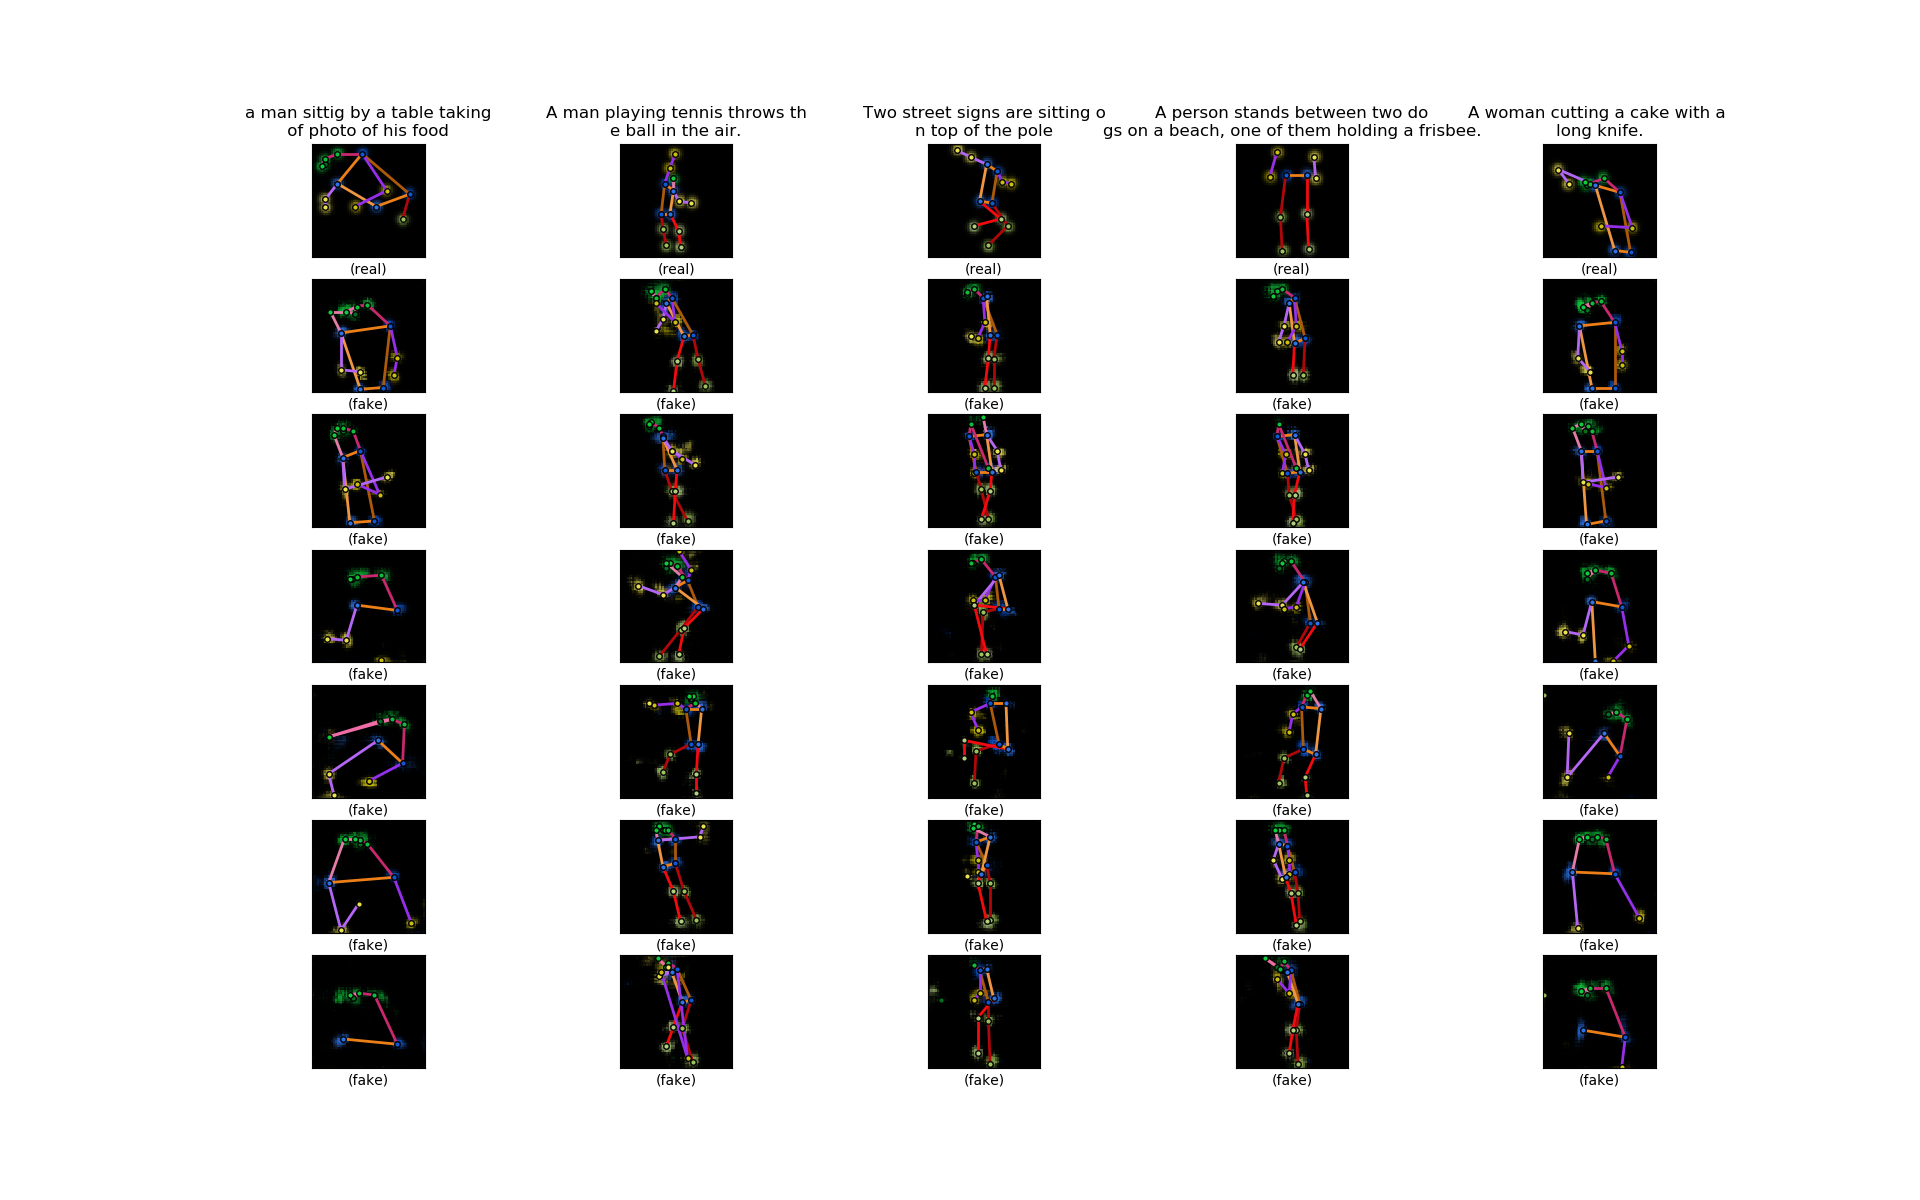 a man sittig by a table taking
of photo of his food
A man playing tennis throws th
e ball in the air.
Two street signs are sitting o
n top of the pole
A person stands between two do
gs on a beach, one of them holding a frisbee.
A woman cutting a cake with a
long knife.
(real) (real) (real) (real) (real)
(fake) (fake) (fake) (fake) (fake)
(fake) (fake) (fake) (fake) (fake)
(fake) (fake) (fake) (fake) (fake)
(fake) (fake) (fake) (fake) (fake)
(fake) (fake) (fake) (fake) (fake)
(fake) (fake) (fake) (fake) (fake)